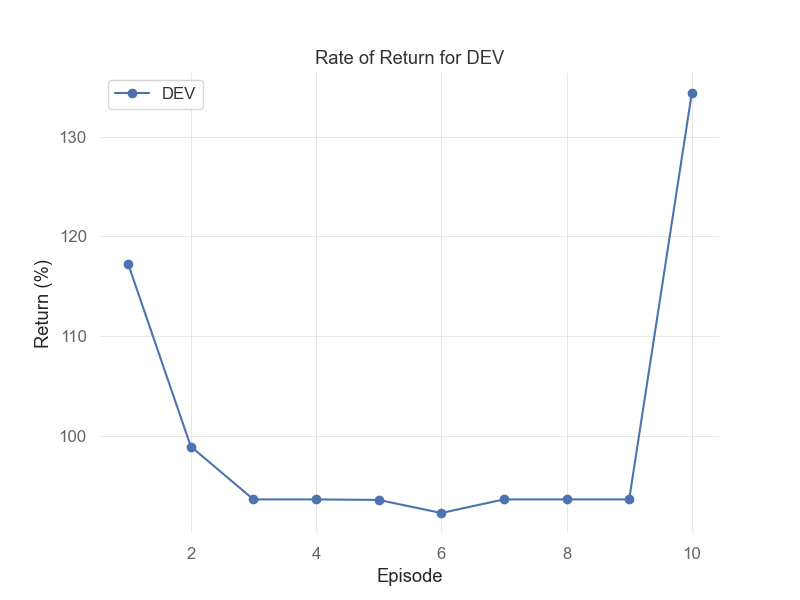 Rate of Return for DEV
DEV
130
120
110
100
Return (%)
2 4 6 8 10
Episode